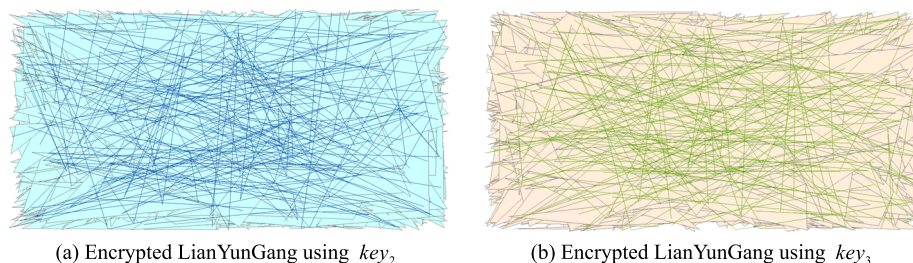 (a) Encrypted LianYunGang using key₂
(b) Encrypted LianYunGang using key₃